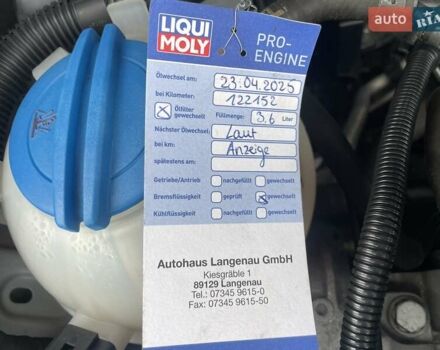 LIQUI
MOLY
PRO-
ENGINE
Ölwechsel am: 23.04.2025
bei Kilometer: 122152
Ölfilter gewechselt Füllmenge: 3,6 Liter
Nächster Ölwechsel: Laut
bei km: Anzeige
spätestens am:
Getriebe/Antrieb nachgefüllt gewechselt
Bremsflüssigkeit geprüft gewechselt
Kühlflüssigkeit nachgefüllt gewechselt
Autohaus Langenau GmbH
Kiesgräble 1
89129 Langenau
Tel.: 07345 9615-0
Fax: 07345 9615-50
auto
RIA